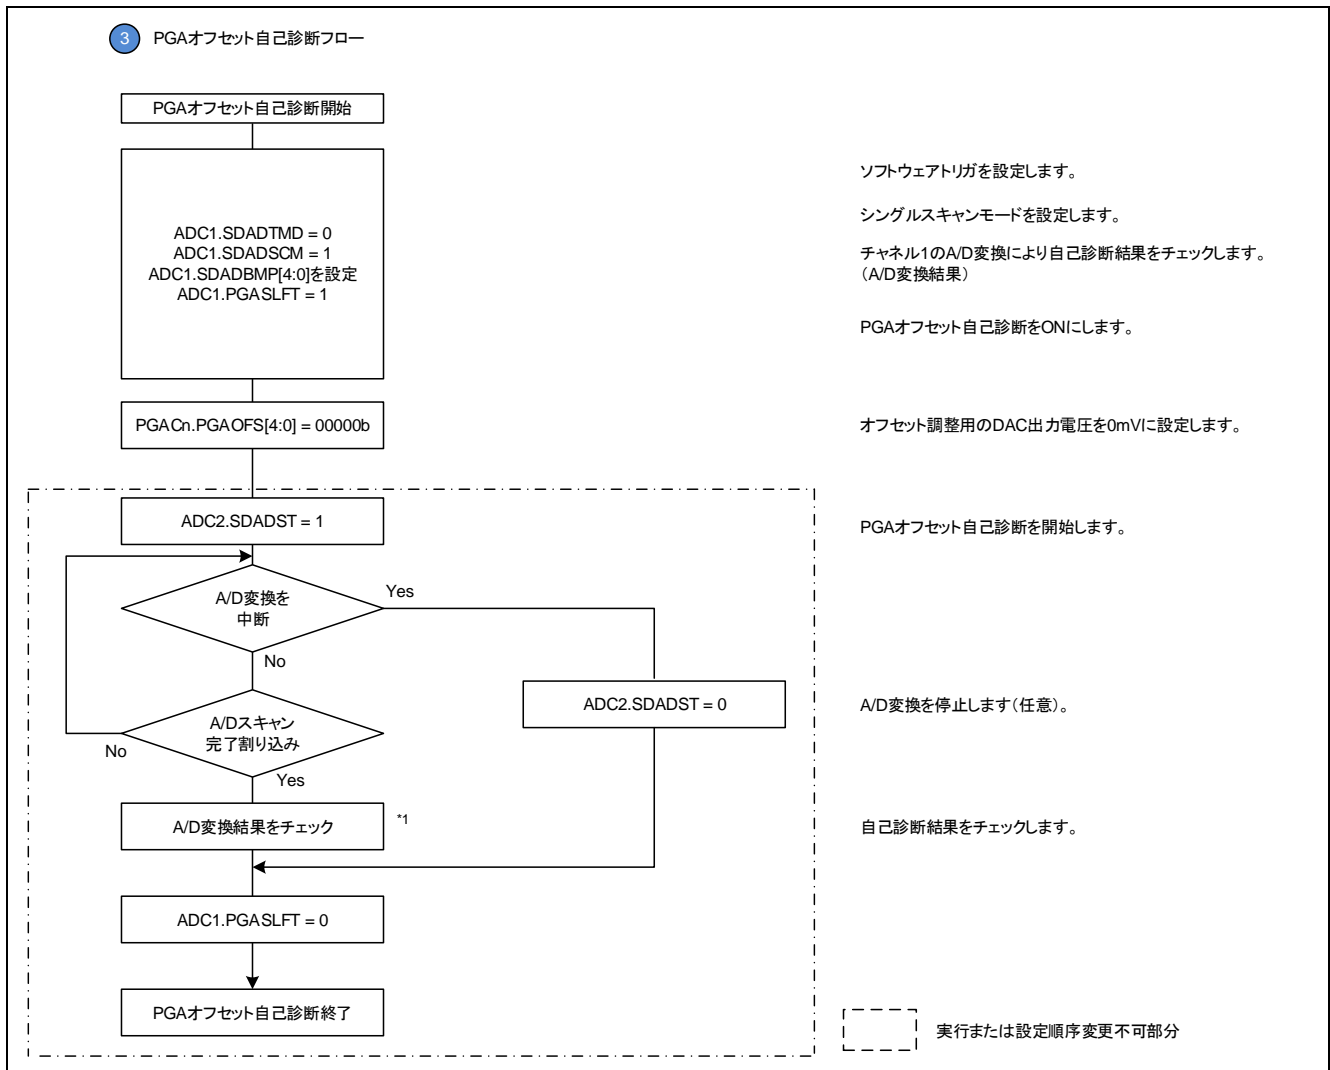 3 PGAオフセット自己診断フロー
PGAオフセット自己診断開始
ADC1.SDADTMD = 0
ADC1.SDADSCM = 1
ADC1.SDADBMP[4:0]を設定
ADC1.PGASLFT = 1
ソフトウェアトリガを設定します。
シングルスキャンモードを設定します。
チャネル1のA/D変換により自己診断結果をチェックします。
（A/D変換結果）
PGAオフセット自己診断をONにします。
PGACn.PGAOFS[4:0] = 00000b
オフセット調整用のDAC出力電圧を0mVに設定します。
ADC2.SDADST = 1
PGAオフセット自己診断を開始します。
A/D変換を
中断
Yes
No
ADC2.SDADST = 0
A/D変換を停止します（任意）。
A/Dスキャン
完了割り込み
No
Yes
A/D変換結果をチェック
*1
自己診断結果をチェックします。
ADC1.PGASLFT = 0
PGAオフセット自己診断終了
実行または設定順序変更不可部分